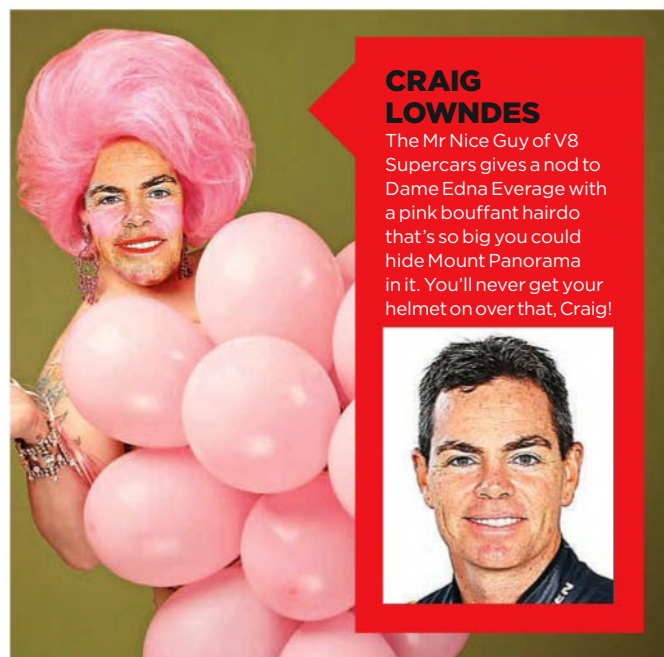 CRAIG
LOWNDES
The Mr Nice Guy of V8
Supercars gives a nod to
Dame Edna Everage with
a pink bouffant hairdo
that's so big you could
hide Mount Panorama
in it. You'll never get your
helmet on over that, Craig!
EN